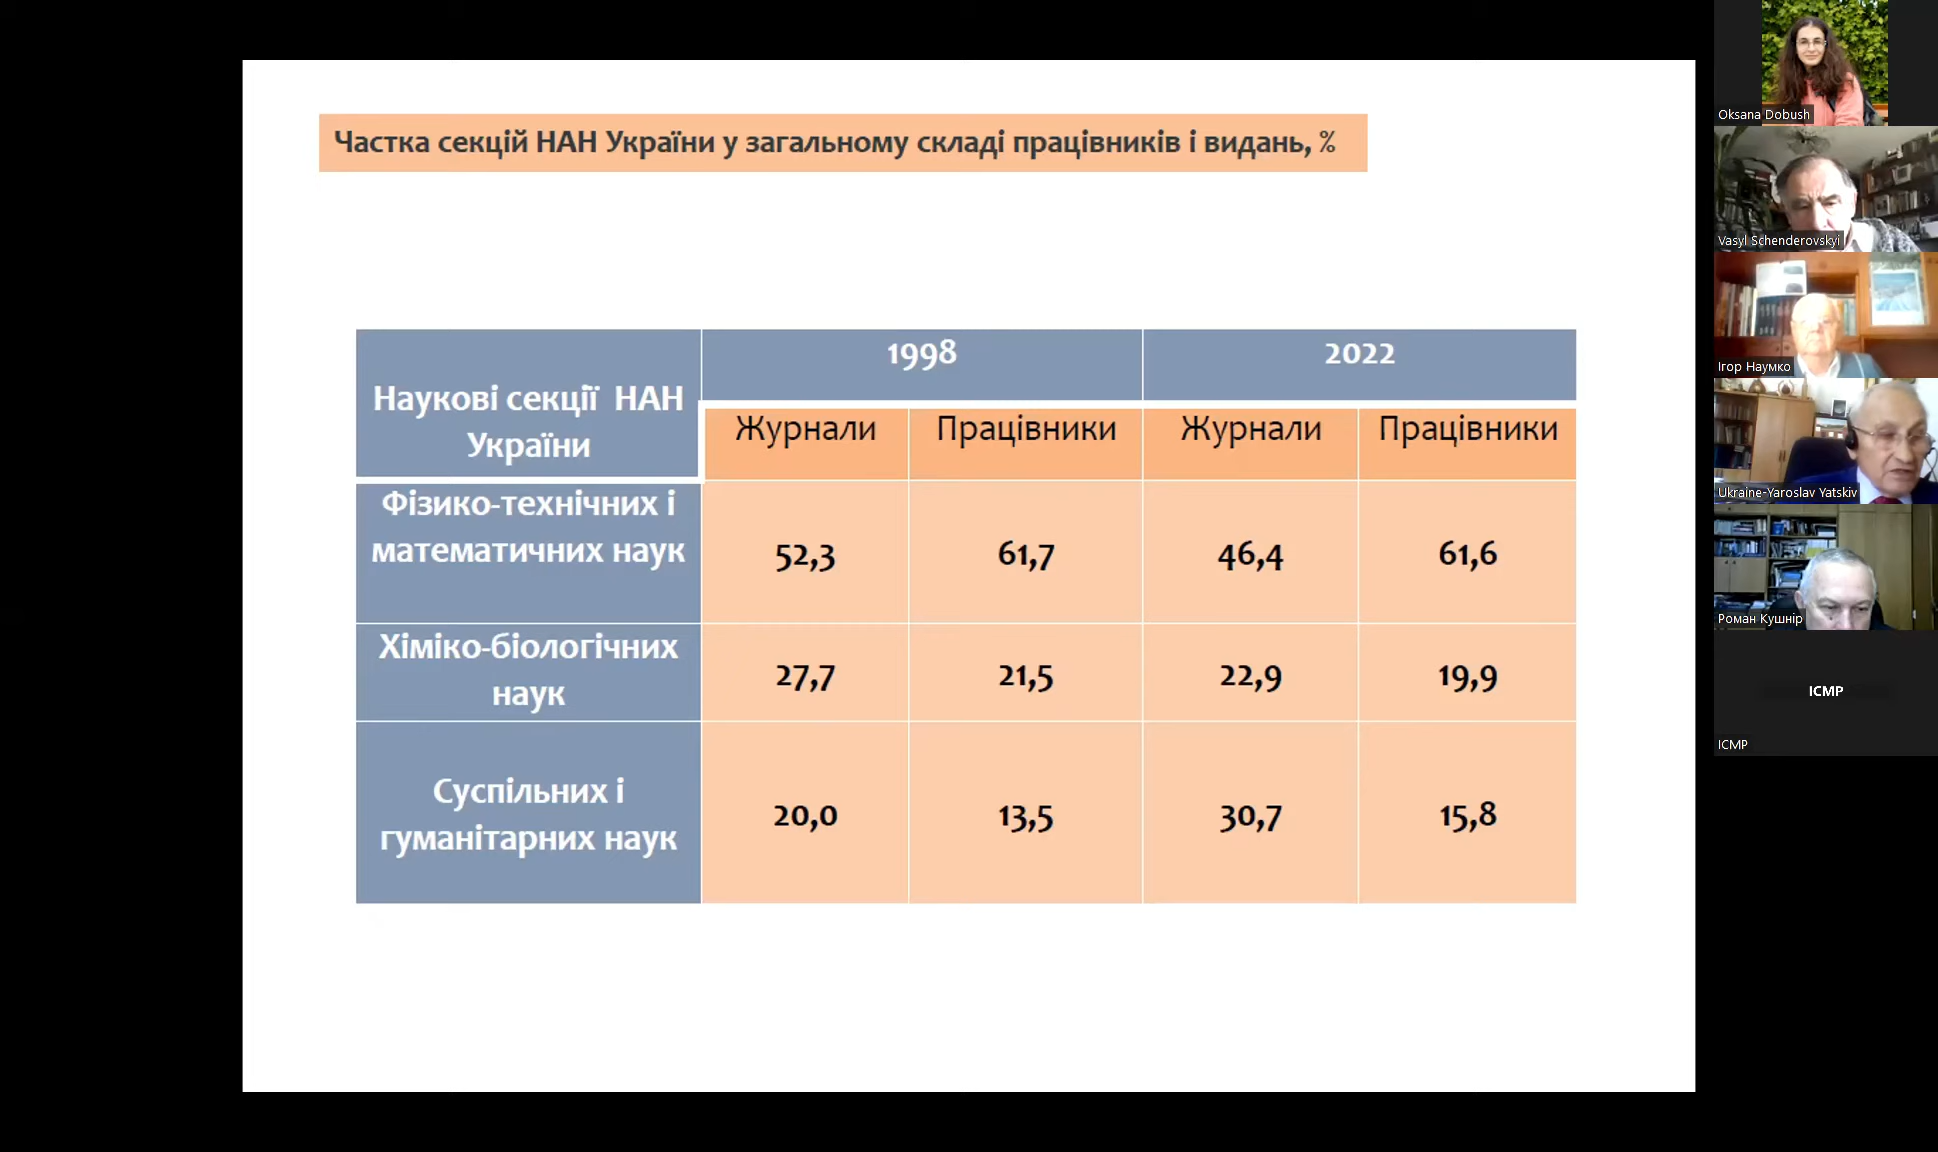 Частка секцій НАН України у загальному складі працівників і видань, %
Наукові секції НАН
України
1998
2022
Журнали
Працівники
Журнали
Працівники
Фізико-технічних і
математичних наук
52,3
61,7
46,4
61,6
Хіміко-біологічних
наук
27,7
21,5
22,9
19,9
Суспільних і
гуманітарних наук
20,0
13,5
30,7
15,8
Oksana Dobush
Vasyl Schenderovskyi
Ігор Наумко
Ukraine-Yaroslav Yatskiv
Роман Кушнір
ICMP
ICMP